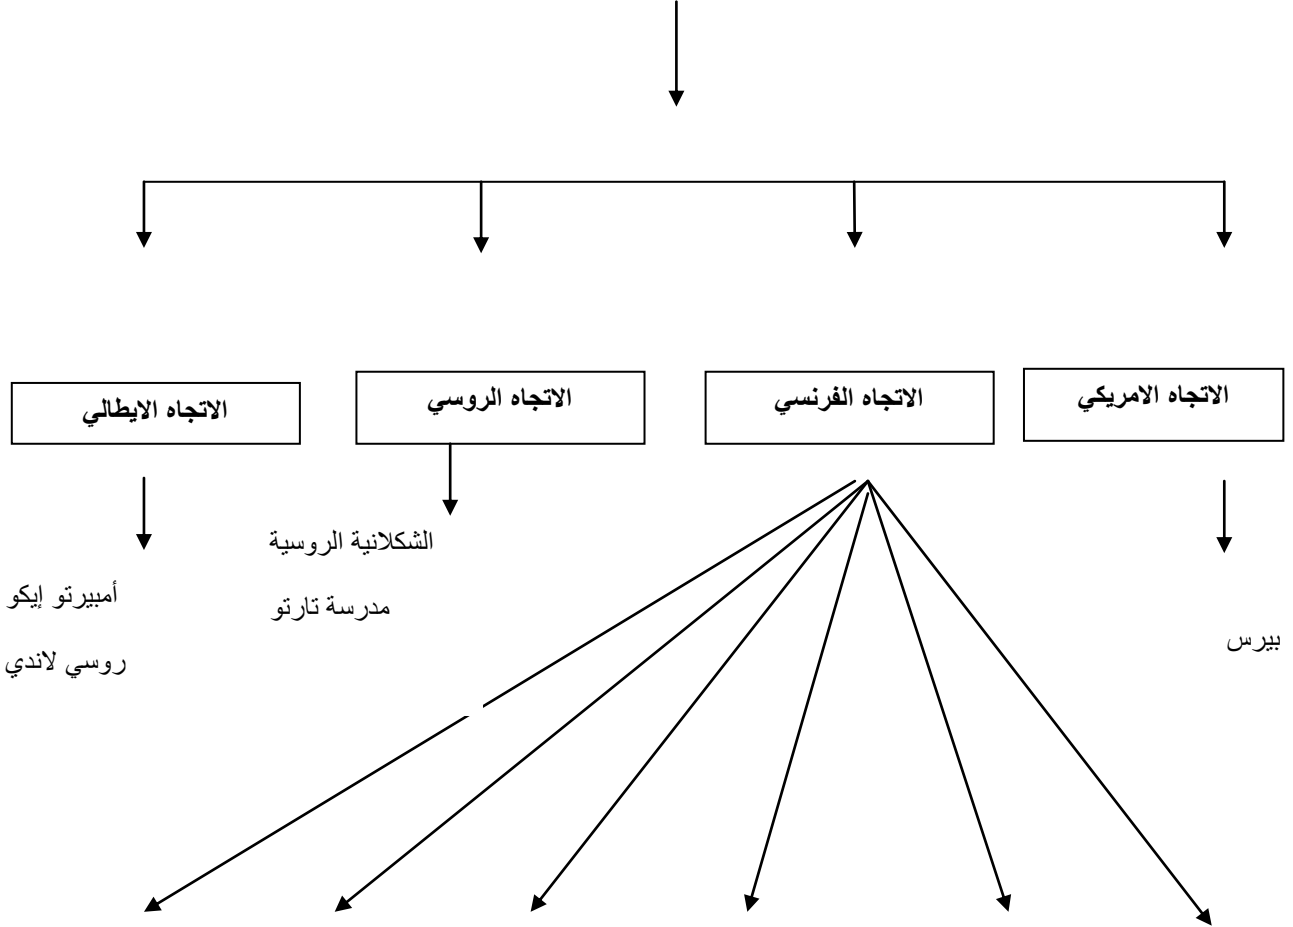 الاتجاه الامريكي
الاتجاه الفرنسي
الاتجاه الروسي
الاتجاه الايطالي
بيرس
الشكلانية الروسية
مدرسة تارتو
أمبيرتو إيكو
روسي لاندي